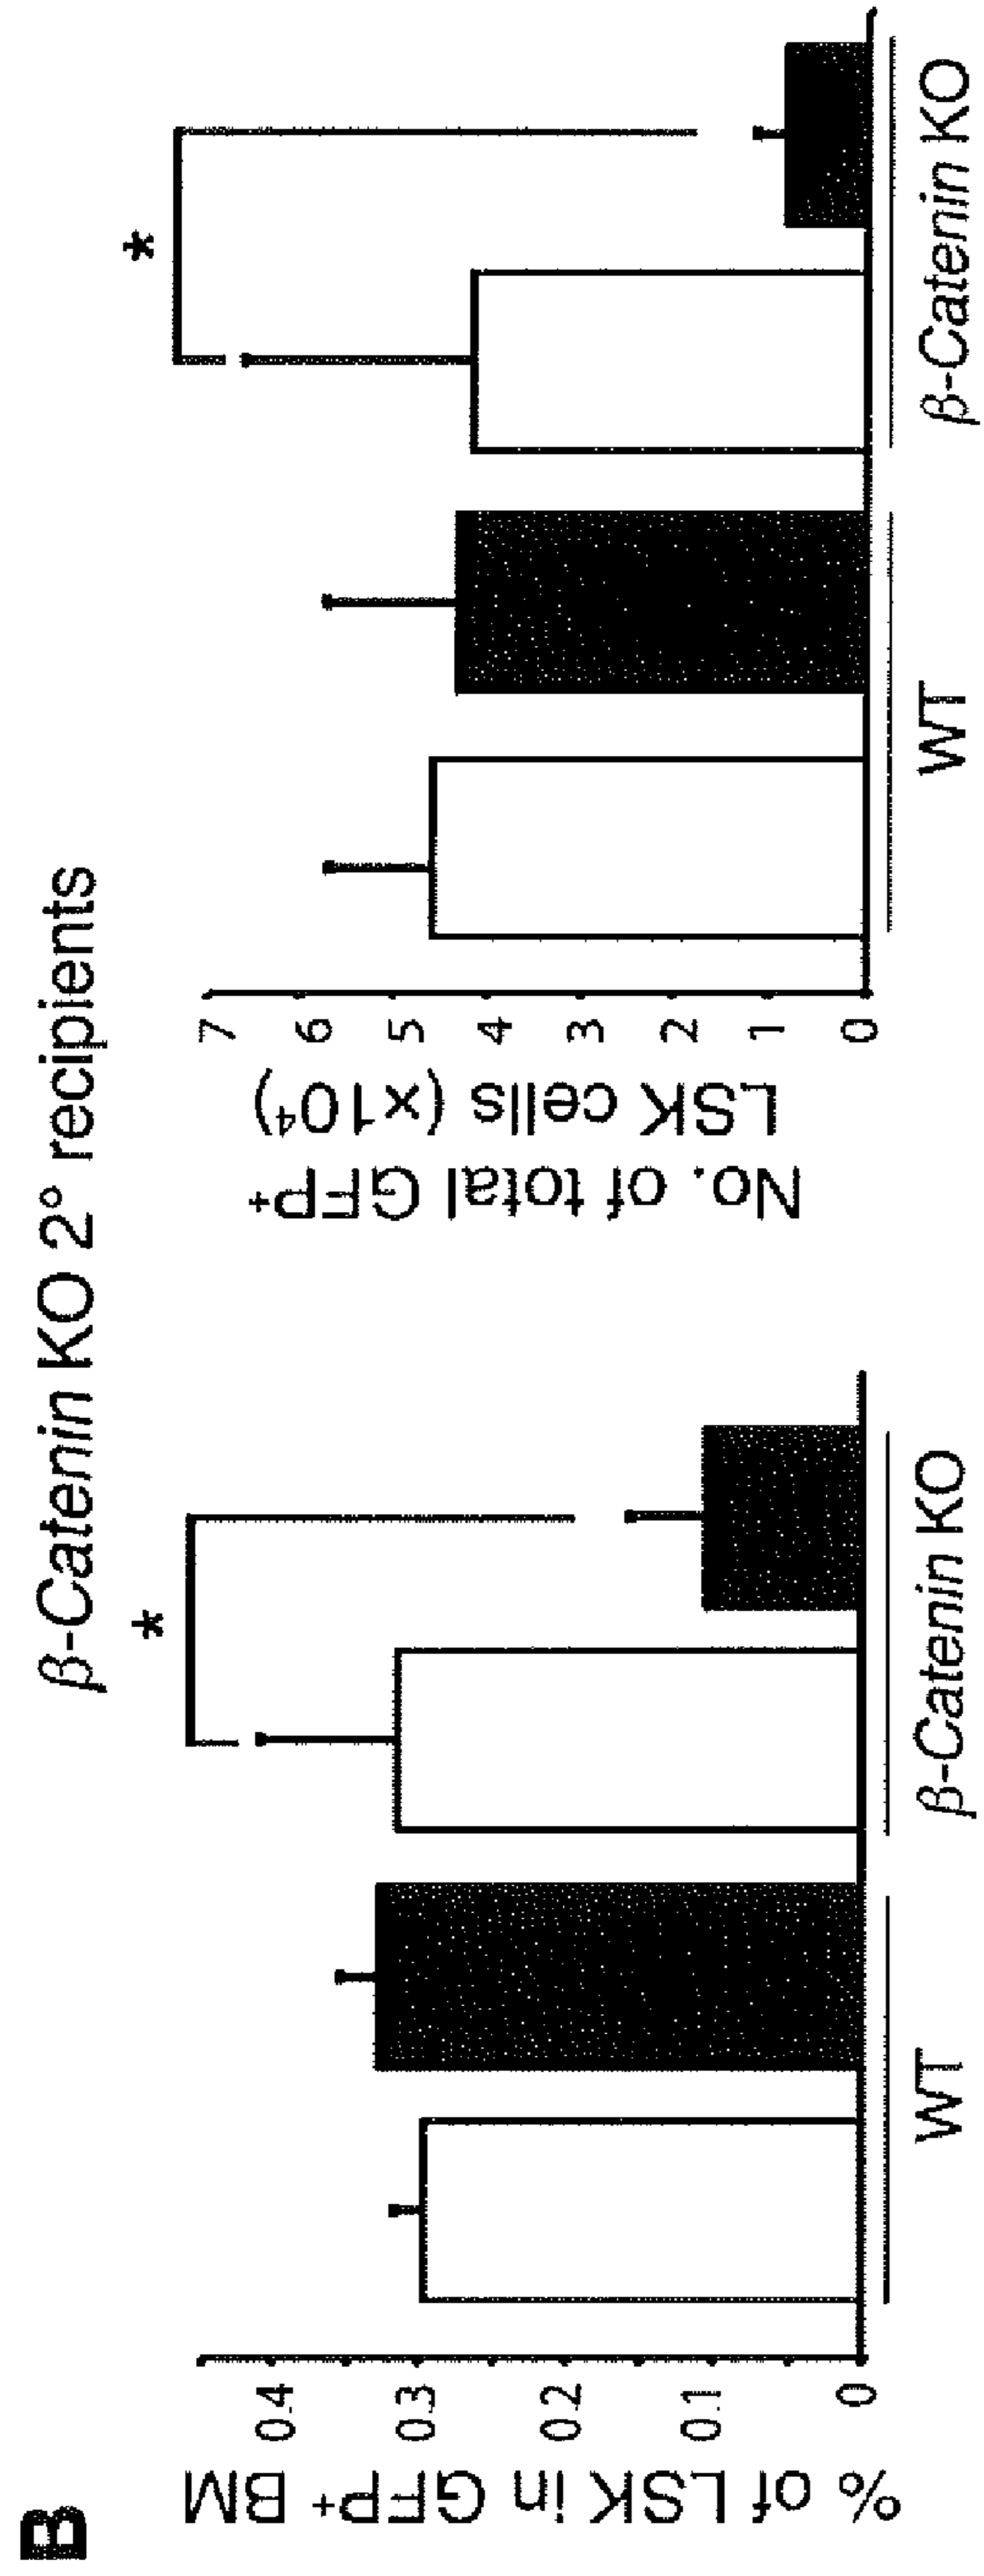 B
β-Catenin KO 2° recipients
% of LSK in GFP⁺ BM
0.4
0.3
0.2
0.1
0
*
WT
β-Catenin KO
No. of total GFP⁺
LSK cells (x10⁴)
7
6
5
4
3
2
1
0
*
WT
β-Catenin KO